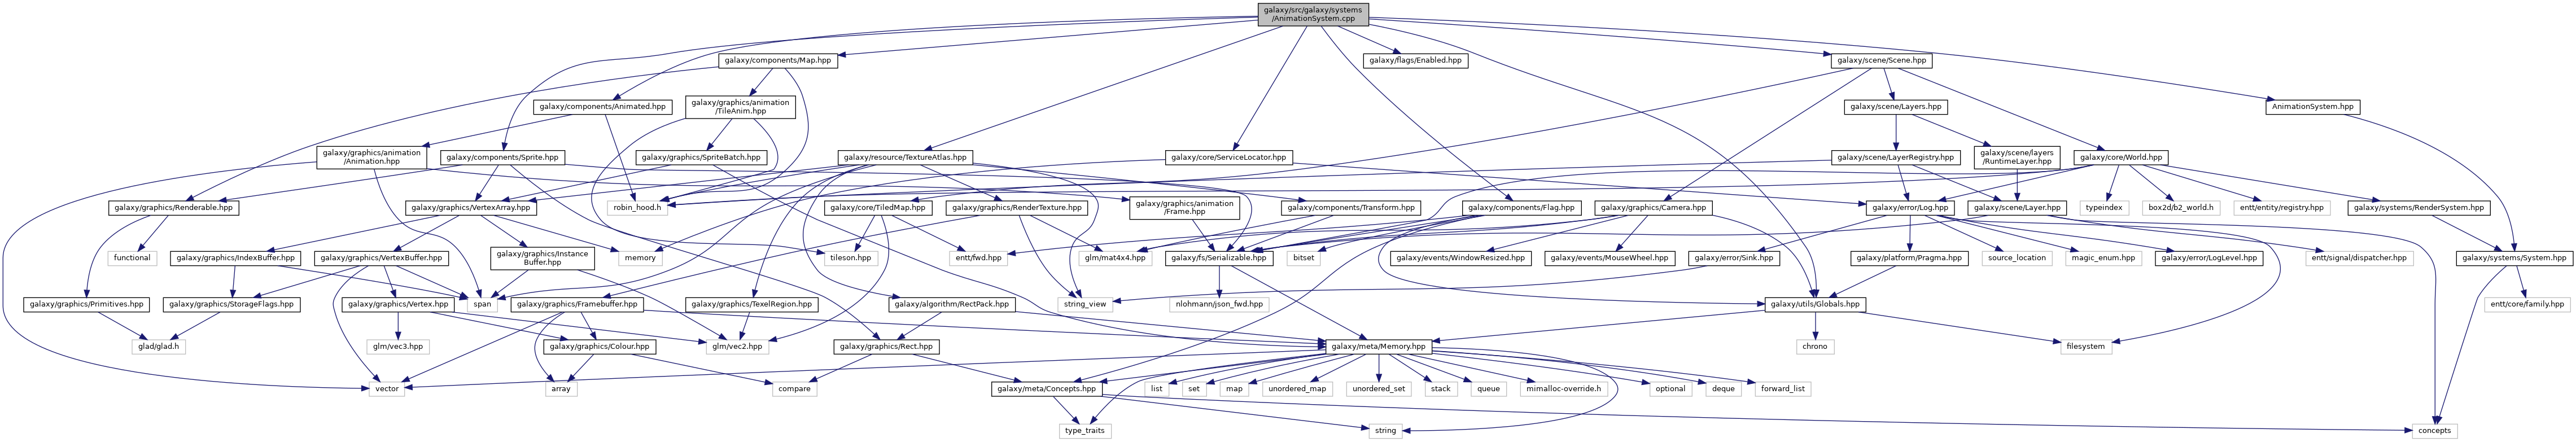 galaxy/src/galaxy/systems
/AnimationSystem.cpp
galaxy/components/Map.hpp
galaxy/flags/Enabled.hpp
galaxy/scene/Scene.hpp
galaxy/components/Animated.hpp
galaxy/graphics/animation
/TileAnim.hpp
galaxy/scene/Layers.hpp
AnimationSystem.hpp
galaxy/graphics/animation
/Animation.hpp
galaxy/components/Sprite.hpp
galaxy/graphics/SpriteBatch.hpp
galaxy/resource/TextureAtlas.hpp
galaxy/core/ServiceLocator.hpp
galaxy/scene/LayerRegistry.hpp
galaxy/scene/layers
/RuntimeLayer.hpp
galaxy/core/World.hpp
galaxy/graphics/Renderable.hpp
galaxy/graphics/VertexArray.hpp
robin_hood.h
galaxy/core/TiledMap.hpp
galaxy/graphics/RenderTexture.hpp
galaxy/graphics/animation
/Frame.hpp
galaxy/components/Transform.hpp
galaxy/components/Flag.hpp
galaxy/graphics/Camera.hpp
galaxy/error/Log.hpp
galaxy/scene/Layer.hpp
typeindex
box2d/b2_world.h
entt/entity/registry.hpp
galaxy/systems/RenderSystem.hpp
functional
galaxy/graphics/IndexBuffer.hpp
galaxy/graphics/VertexBuffer.hpp
galaxy/graphics/Instance
Buffer.hpp
memory
tileson.hpp
entt/fwd.hpp
glm/mat4x4.hpp
galaxy/fs/Serializable.hpp
bitset
galaxy/events/WindowResized.hpp
galaxy/events/MouseWheel.hpp
galaxy/error/Sink.hpp
galaxy/platform/Pragma.hpp
source_location
magic_enum.hpp
galaxy/error/LogLevel.hpp
entt/signal/dispatcher.hpp
galaxy/systems/System.hpp
galaxy/graphics/Primitives.hpp
galaxy/graphics/StorageFlags.hpp
galaxy/graphics/Vertex.hpp
span
galaxy/graphics/Framebuffer.hpp
galaxy/graphics/TexelRegion.hpp
galaxy/algorithm/RectPack.hpp
string_view
nlohmann/json_fwd.hpp
galaxy/utils/Globals.hpp
entt/core/family.hpp
glad/glad.h
glm/vec3.hpp
galaxy/graphics/Colour.hpp
glm/vec2.hpp
galaxy/graphics/Rect.hpp
galaxy/meta/Memory.hpp
chrono
filesystem
vector
array
compare
galaxy/meta/Concepts.hpp
list
set
map
unordered_map
unordered_set
stack
queue
mimalloc-override.h
optional
deque
forward_list
type_traits
string
concepts